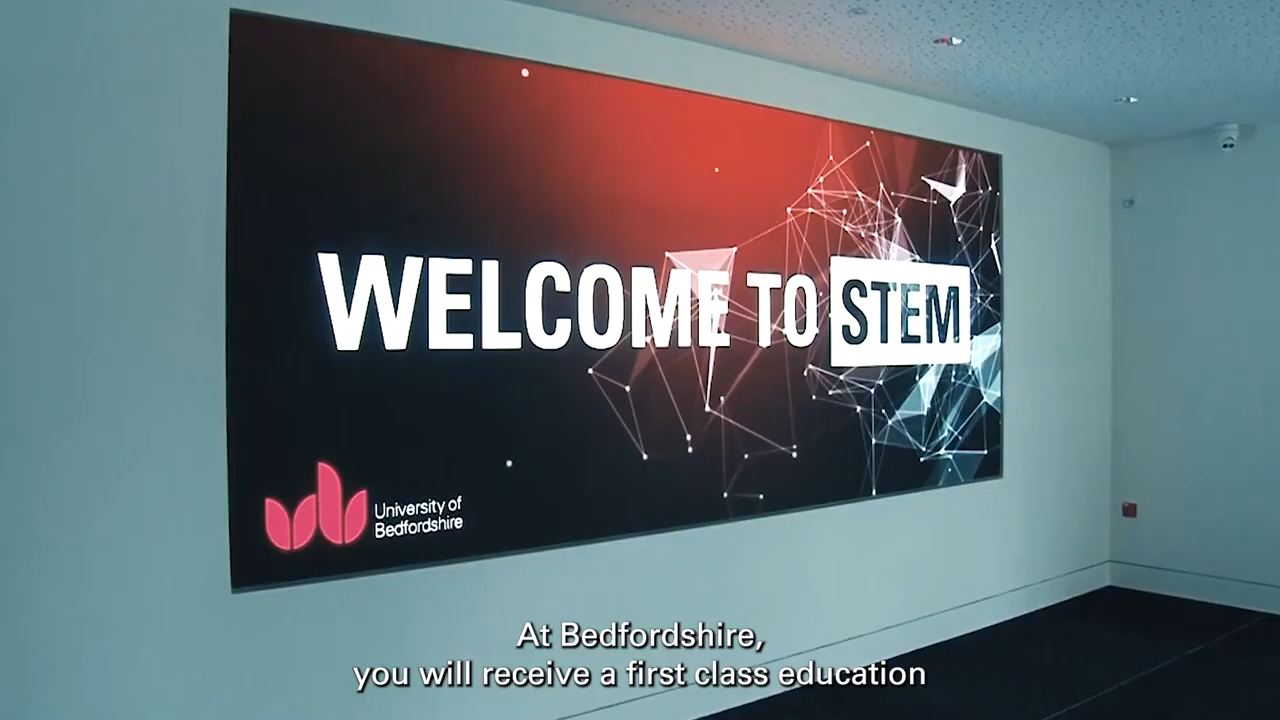 WELCOME TO STEM
University of
Bedfordshire
At Bedfordshire,
you will receive a first class education